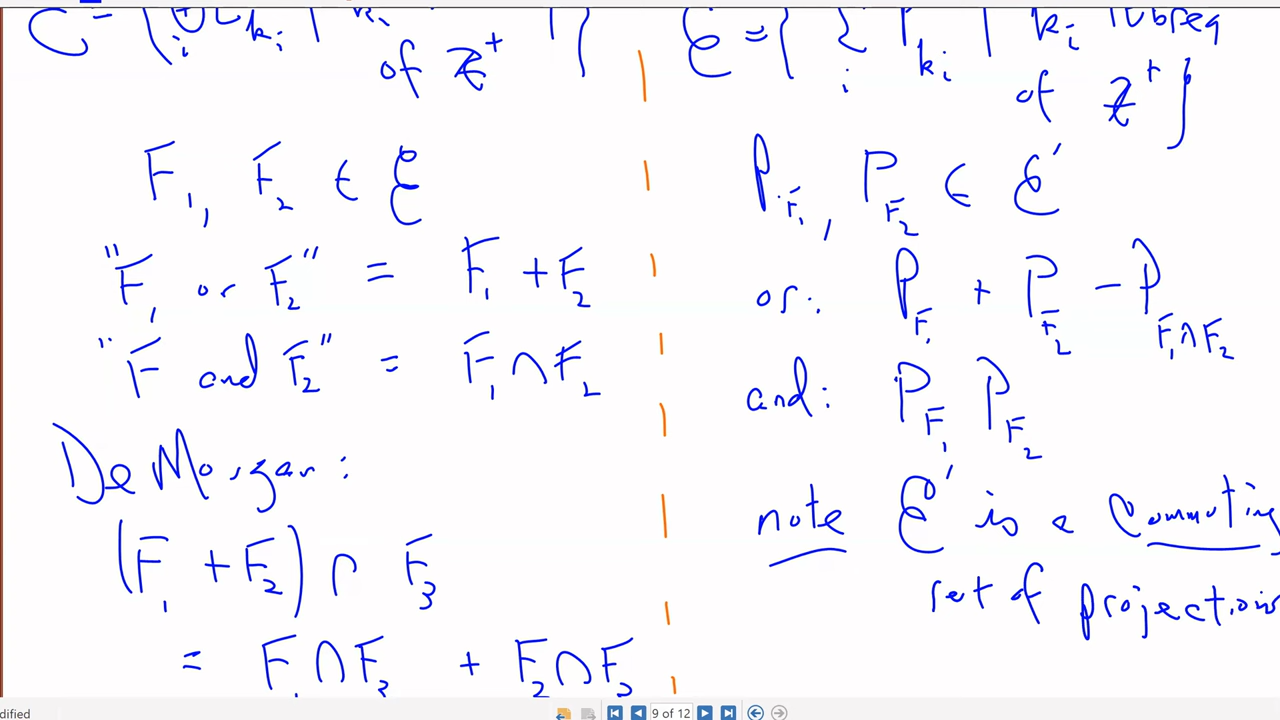 of ℤ⁺
F₁, F₂ ∈ ℰ
"F₁ or F₂" = F₁ + F₂
"F and F₂" = F₁ ∩ F₂
De Morgan:
(F₁ + F₂) ∩ F₃
= F₁ ∩ F₃ + F₂ ∩ F₃
ℰ = { Σ_i P_{k_i} | k_i subseq
of ℤ⁺}
P_{F₁}, P_{F₂} ∈ ℰ'
or: P_{F₁} + P_{F₂} − P_{F₁∩F₂}
and: P_{F₁} P_{F₂}
note ℰ' is a commuting
set of projections
dified
9 of 12